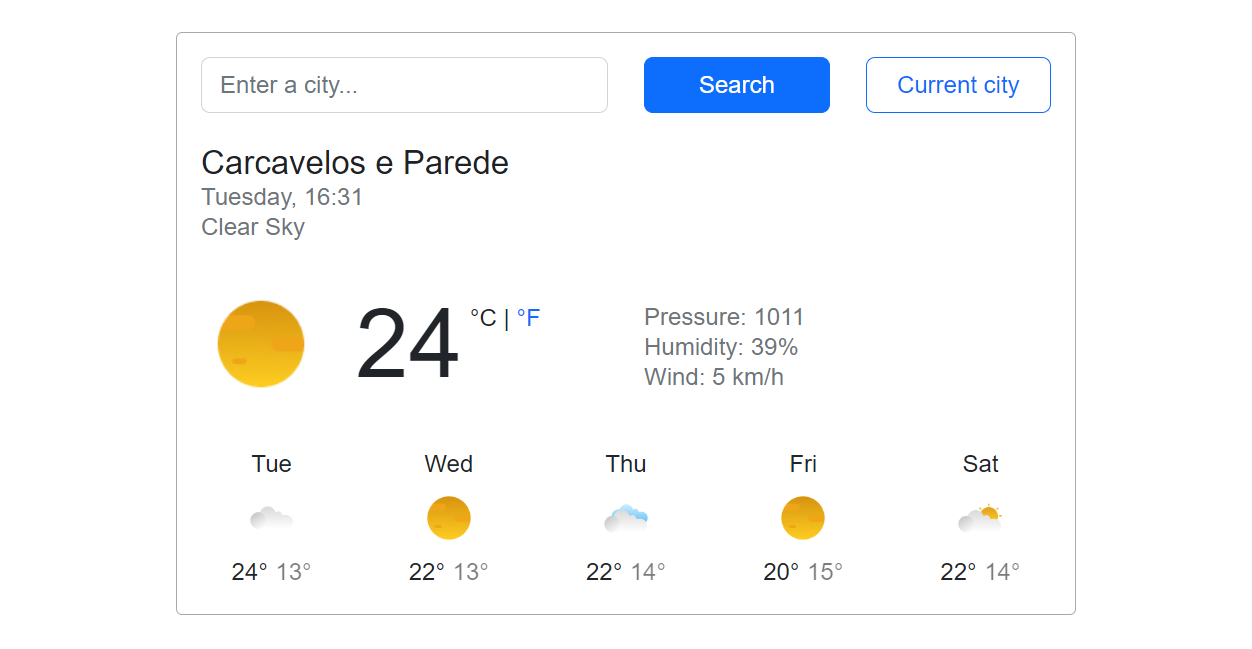 Enter a city... Search Current city
Carcavelos e Parede
Tuesday, 16:31
Clear Sky
24 °C | °F
Pressure: 1011
Humidity: 39%
Wind: 5 km/h
Tue Wed Thu Fri Sat
24° 13° 22° 13° 22° 14° 20° 15° 22° 14°